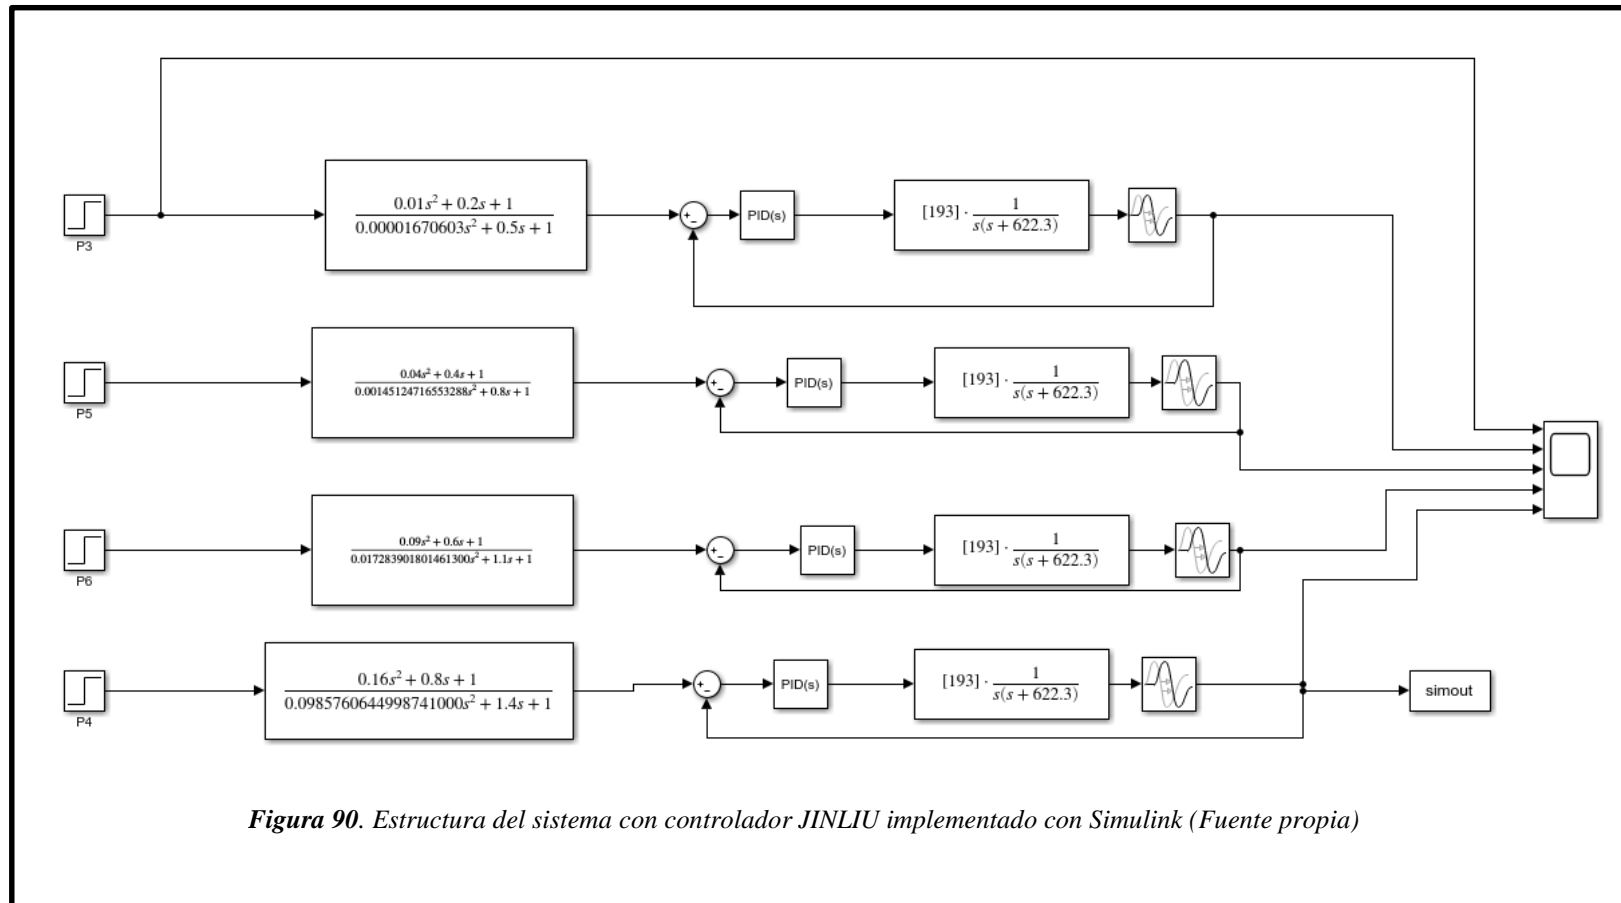 0.01s² + 0.2s + 1
0.00001670603s² + 0.5s + 1
+
−
PID(s)
[193] · 1
s(s + 622.3)
P3
0.04s² + 0.4s + 1
0.00145124716553288s² + 0.8s + 1
+
−
PID(s)
[193] · 1
s(s + 622.3)
P5
0.09s² + 0.6s + 1
0.017283901801461300s² + 1.1s + 1
+
−
PID(s)
[193] · 1
s(s + 622.3)
P6
0.16s² + 0.8s + 1
0.0985760644998741000s² + 1.4s + 1
+
−
PID(s)
[193] · 1
s(s + 622.3)
simout
P4
Figura 90. Estructura del sistema con controlador JINLIU implementado con Simulink (Fuente propia)